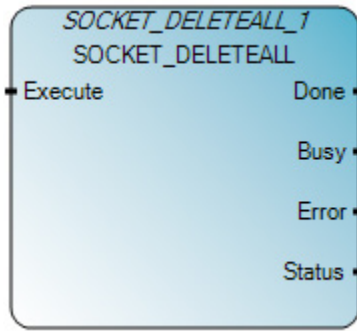 SOCKET_DELETEALL_1
SOCKET_DELETEALL
Execute Done
Busy
Error
Status